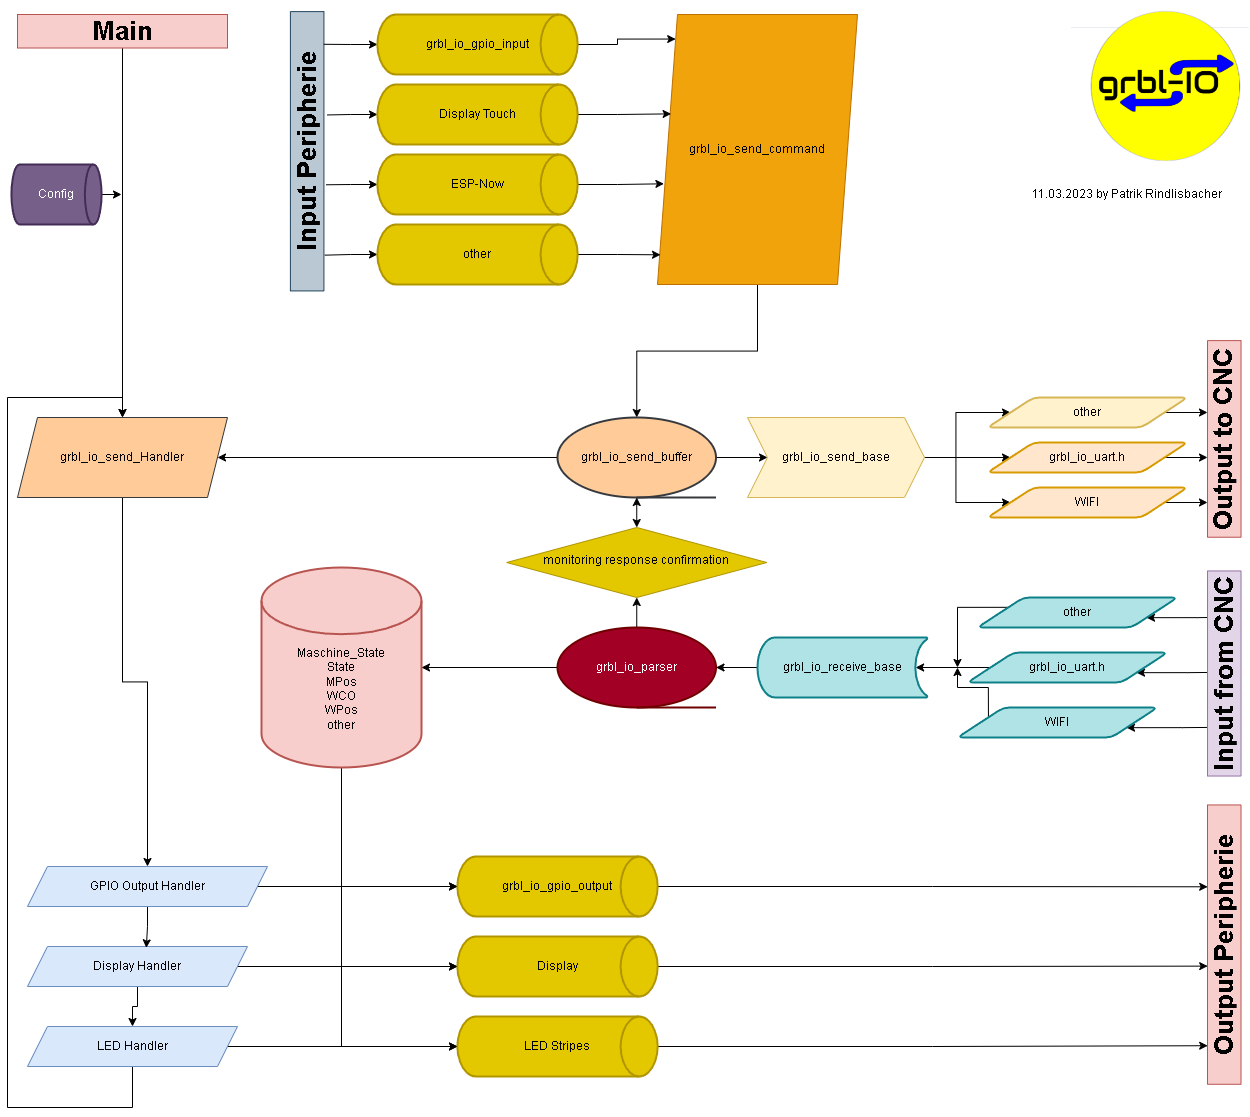 Main
Input Peripherie
grbl_io_gpio_input
Display Touch
ESP-Now
other
grbl_io_send_command
grbl-IO
11.03.2023 by Patrik Rindlisbacher
Config
grbl_io_send_Handler
grbl_io_send_buffer
grbl_io_send_base
other
grbl_io_uart.h
WIFI
Output to CNC
monitoring response confirmation
Maschine_State
State
MPos
WCO
WPos
other
grbl_io_parser
grbl_io_receive_base
other
grbl_io_uart.h
WIFI
Input from CNC
GPIO Output Handler
grbl_io_gpio_output
Display Handler
Display
LED Handler
LED Stripes
Output Peripherie